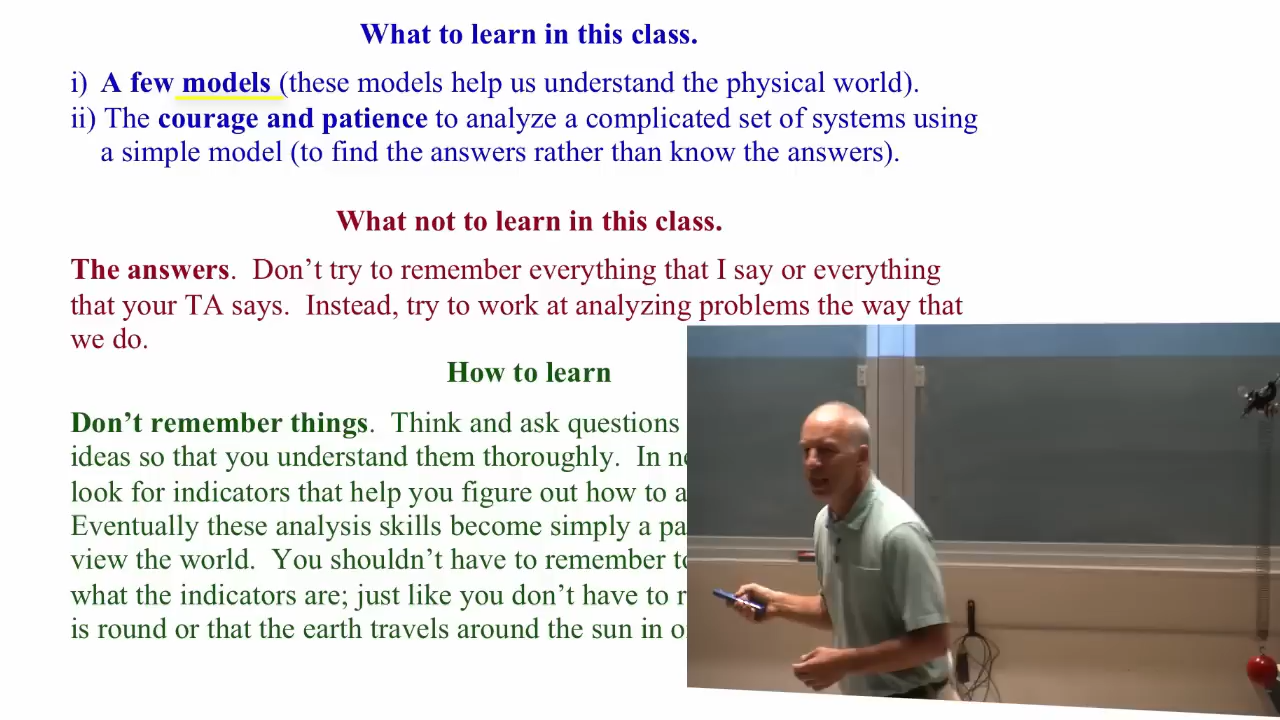 What to learn in this class.
i) A few models (these models help us understand the physical world).
ii) The courage and patience to analyze a complicated set of systems using
a simple model (to find the answers rather than know the answers).
What not to learn in this class.
The answers. Don’t try to remember everything that I say or everything
that your TA says. Instead, try to work at analyzing problems the way that
we do.
How to learn
Don’t remember things. Think and ask questions
ideas so that you understand them thoroughly. In
look for indicators that help you figure out how to
Eventually these analysis skills become simply a
view the world. You shouldn’t have to remember
what the indicators are; just like you don’t have to
is round or that the earth travels around the sun in